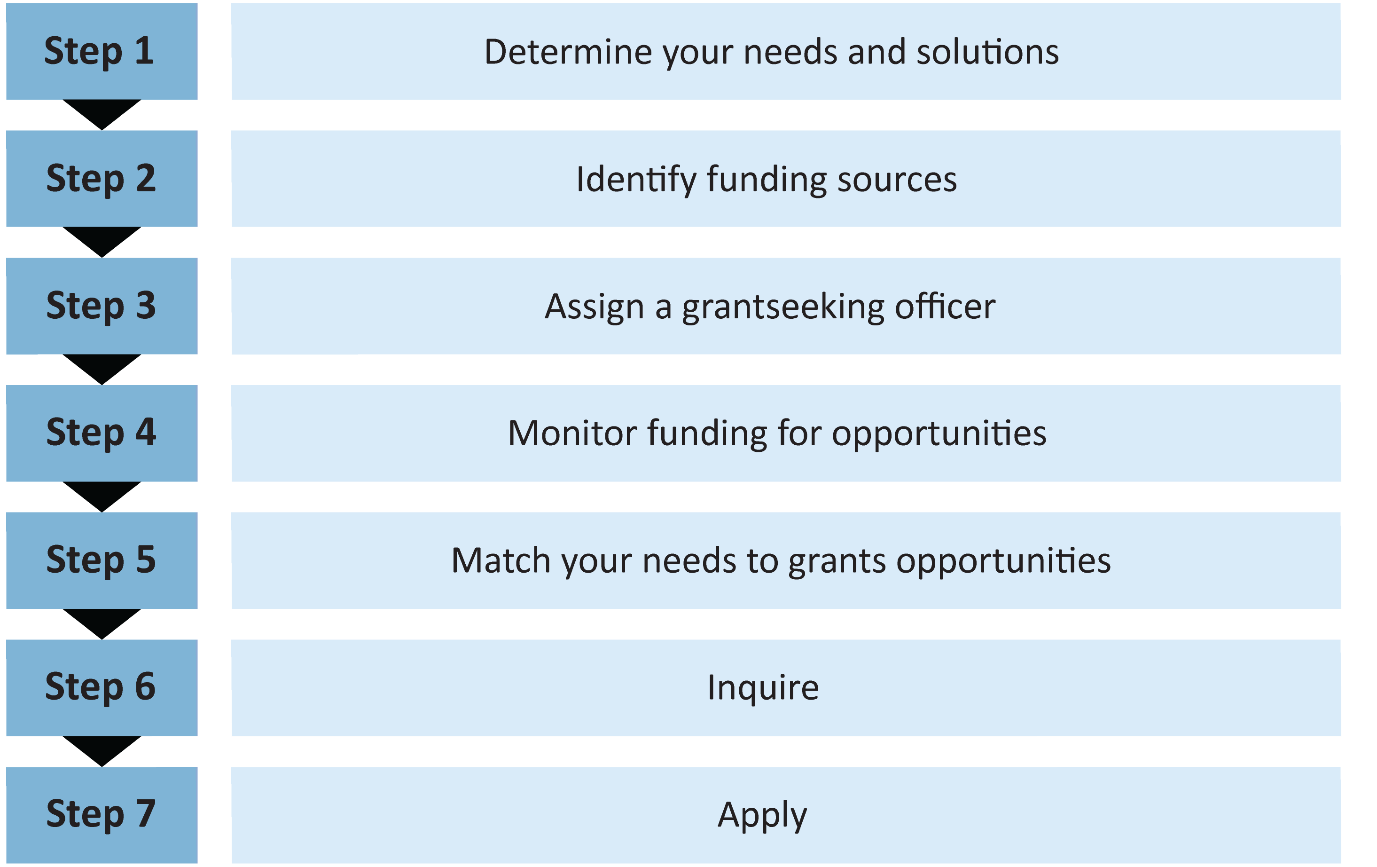 Step 1
Determine your needs and solutions
Step 2
Identify funding sources
Step 3
Assign a grantseeking officer
Step 4
Monitor funding for opportunities
Step 5
Match your needs to grants opportunities
Step 6
Inquire
Step 7
Apply